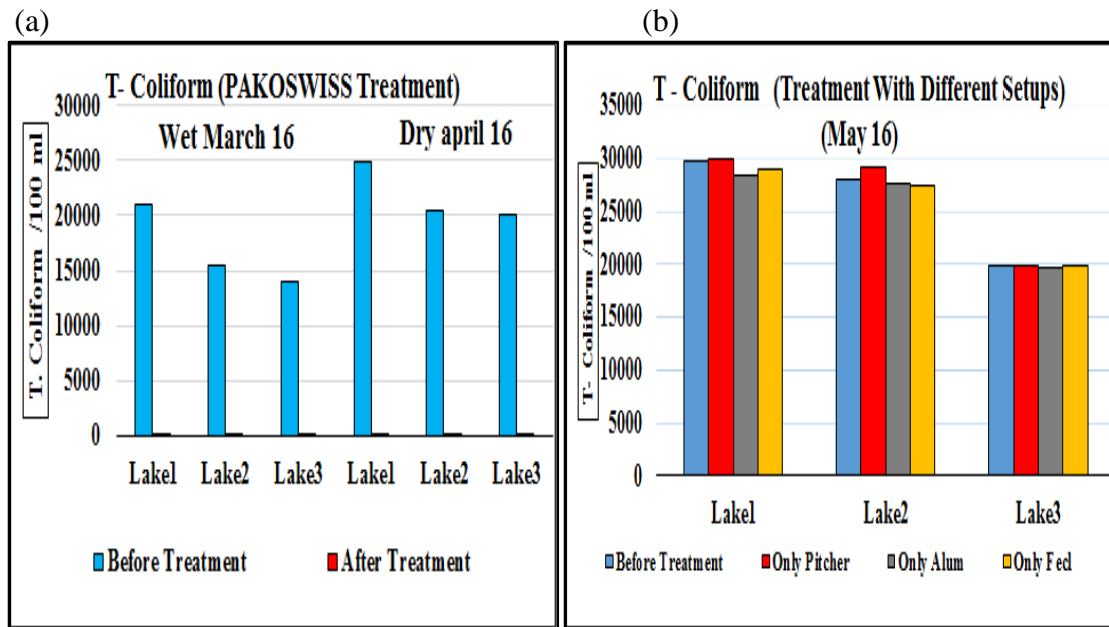 (a)
T- Coliform (PAKOSWISS Treatment)
Wet March 16 Dry april 16
T. Coliform /100 ml
30000
25000
20000
15000
10000
5000
0
Lake1 Lake2 Lake3 Lake1 Lake2 Lake3
Before Treatment After Treatment
(b)
T - Coliform (Treatment With Different Setups)
(May 16)
T- Coliform /100 ml
35000
30000
25000
20000
15000
10000
5000
0
Lake1 Lake2 Lake3
Before Treatment Only Pitcher Only Alum Only Fecl